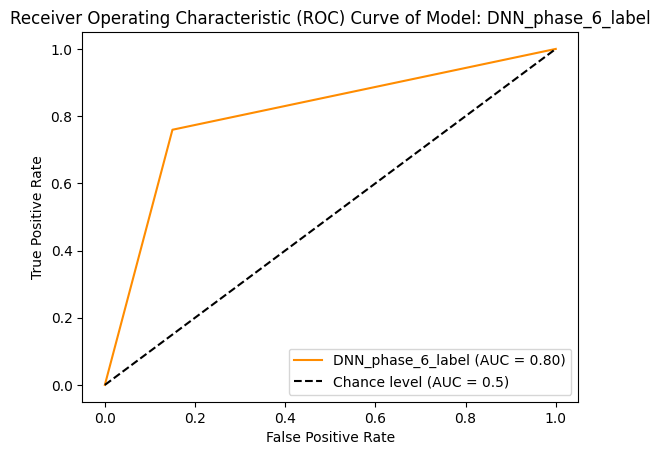 Receiver Operating Characteristic (ROC) Curve of Model: DNN_phase_6_label
1.0
0.8
0.6
0.4
0.2
0.0
True Positive Rate
DNN_phase_6_label (AUC = 0.80)
Chance level (AUC = 0.5)
0.0 0.2 0.4 0.6 0.8 1.0
False Positive Rate